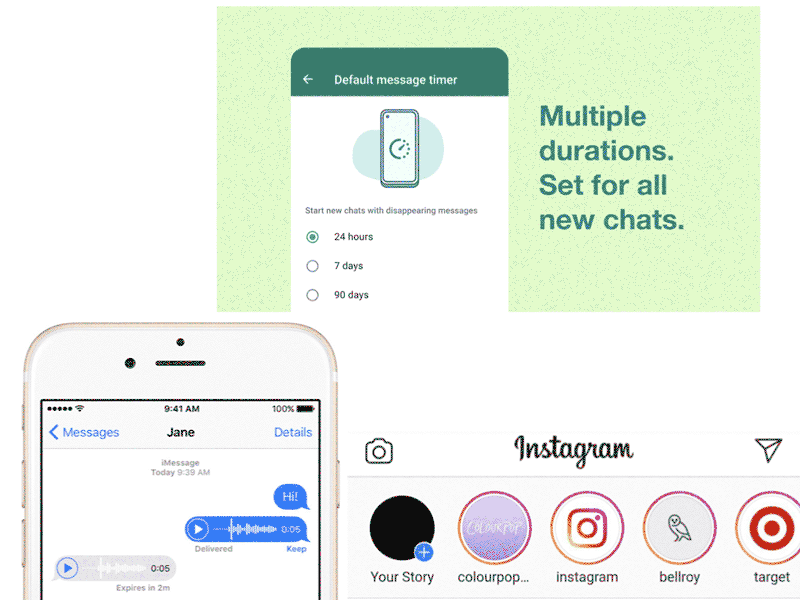 Default message timer
Start new chats with disappearing messages
24 hours
7 days
90 days
Multiple
durations.
Set for all
new chats.
9:41 AM
100%
Messages
Jane
Details
iMessage
Today 9:39 AM
Hi!
0:05
Delivered
Keep
0:05
Expires in 2m
Instagram
COLOURPOP
Your Story
colourpop...
instagram
bellroy
target